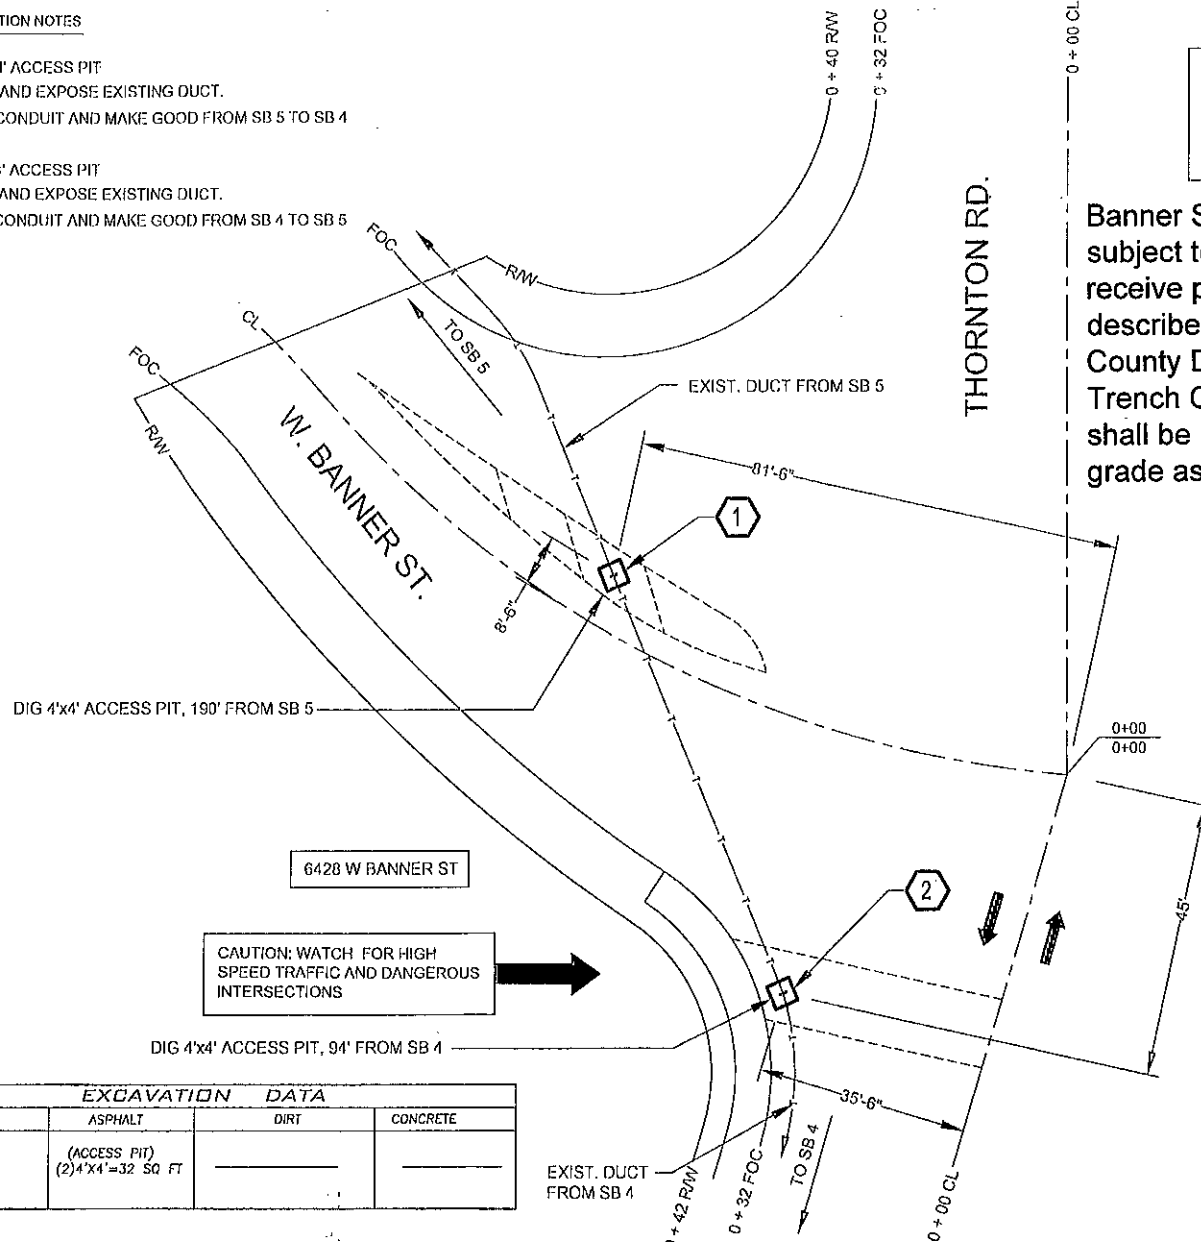 TION NOTES
' ACCESS PIT
AND EXPOSE EXISTING DUCT.
CONDUIT AND MAKE GOOD FROM SB 5 TO SB 4
' ACCESS PIT
AND EXPOSE EXISTING DUCT.
CONDUIT AND MAKE GOOD FROM SB 4 TO SB 5
0 + 40 R/W
0 + 32 FOC
0 + 00 CL
THORNTON RD.
Banner S
subject t
receive p
describe
County D
Trench C
shall be
grade as
FOC
R/W
CL
TO SB 5
FOC
R/W
W. BANNER ST.
EXIST. DUCT FROM SB 5
81'-6"
1
8'-6"
DIG 4'x4' ACCESS PIT, 190' FROM SB 5
0+00
0+00
6428 W BANNER ST
2
45'
CAUTION: WATCH FOR HIGH
SPEED TRAFFIC AND DANGEROUS
INTERSECTIONS
DIG 4'x4' ACCESS PIT, 94' FROM SB 4
35'-6"
EXCAVATION DATA
ASPHALT DIRT CONCRETE
(ACCESS PIT)
(2)4'X4'=32 SQ FT
EXIST. DUCT
FROM SB 4
TO SB 4
+ 42 R/W
0 + 32 FOC
0 + 00 CL
T T T T T T T T T T